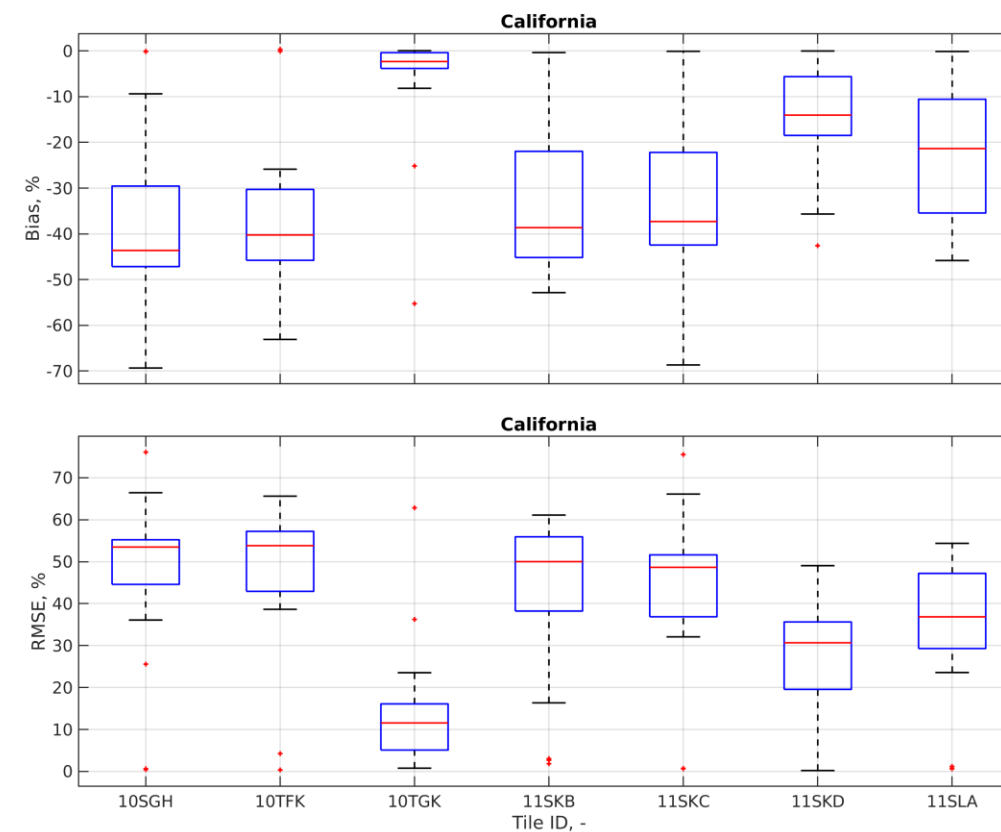 California
0
-10
-20
-30
-40
-50
-60
-70
Bias, %
California
70
60
50
40
30
20
10
0
RMSE, %
10SGH 10TFK 10TGK 11SKB 11SKC 11SKD 11SLA
Tile ID, -